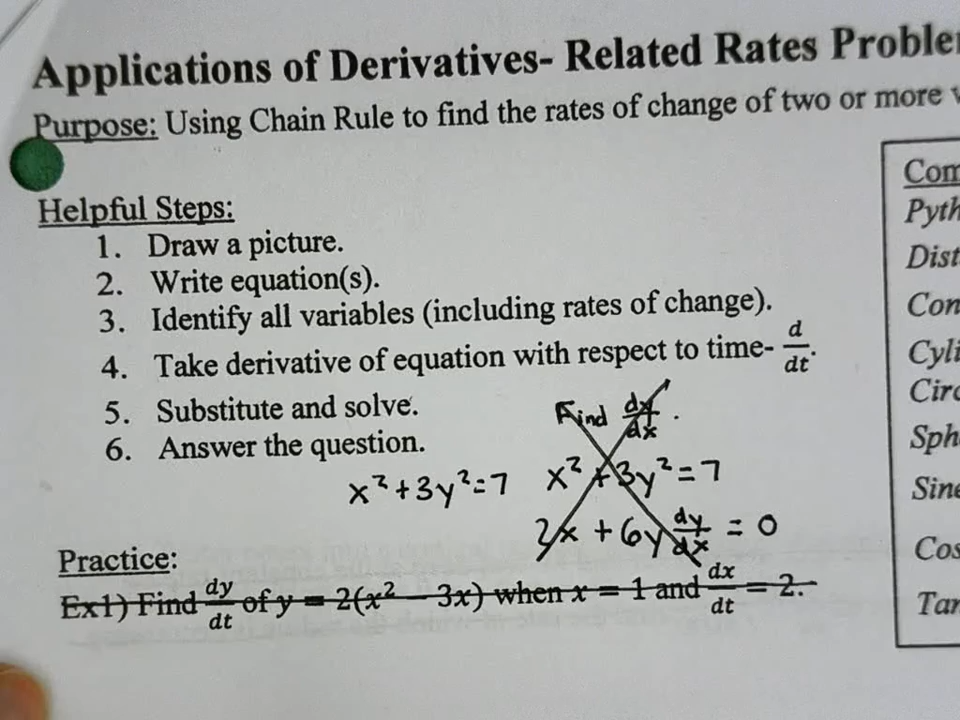 Applications of Derivatives- Related Rates
Purpose: Using Chain Rule to find the rates of change of two or more
Helpful Steps:
1. Draw a picture.
2. Write equation(s).
3. Identify all variables (including rates of change).
4. Take derivative of equation with respect to time- d/dt.
5. Substitute and solve.
6. Answer the question.
Find dy/dx.
x²+3y²=7 x²+3y²=7
2x + 6y dy/dx = 0
Practice:
Ex1) Find dy/dt of y = 2(x² - 3x) when x = 1 and dx/dt = 2.
Com
Pyth
Dist
Con
Cyli
Circ
Sph
Sine
Cos
Tan